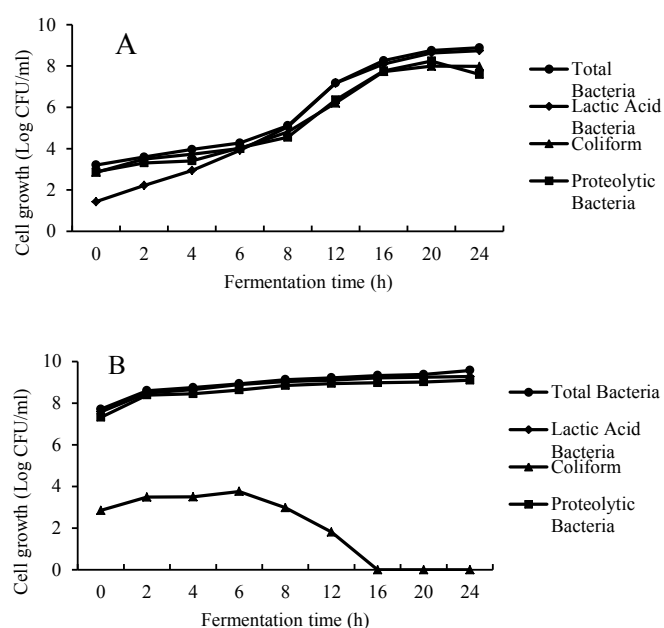 A
Cell growth (Log CFU/ml)
10
8
6
4
2
0
0 2 4 6 8 12 16 20 24
Fermentation time (h)
Total
Bacteria
Lactic Acid
Bacteria
Coliform
Proteolytic
Bacteria
B
Cell growth (Log CFU/ml)
10
8
6
4
2
0
0 2 4 6 8 12 16 20 24
Fermentation time (h)
Total Bacteria
Lactic Acid
Bacteria
Coliform
Proteolytic
Bacteria